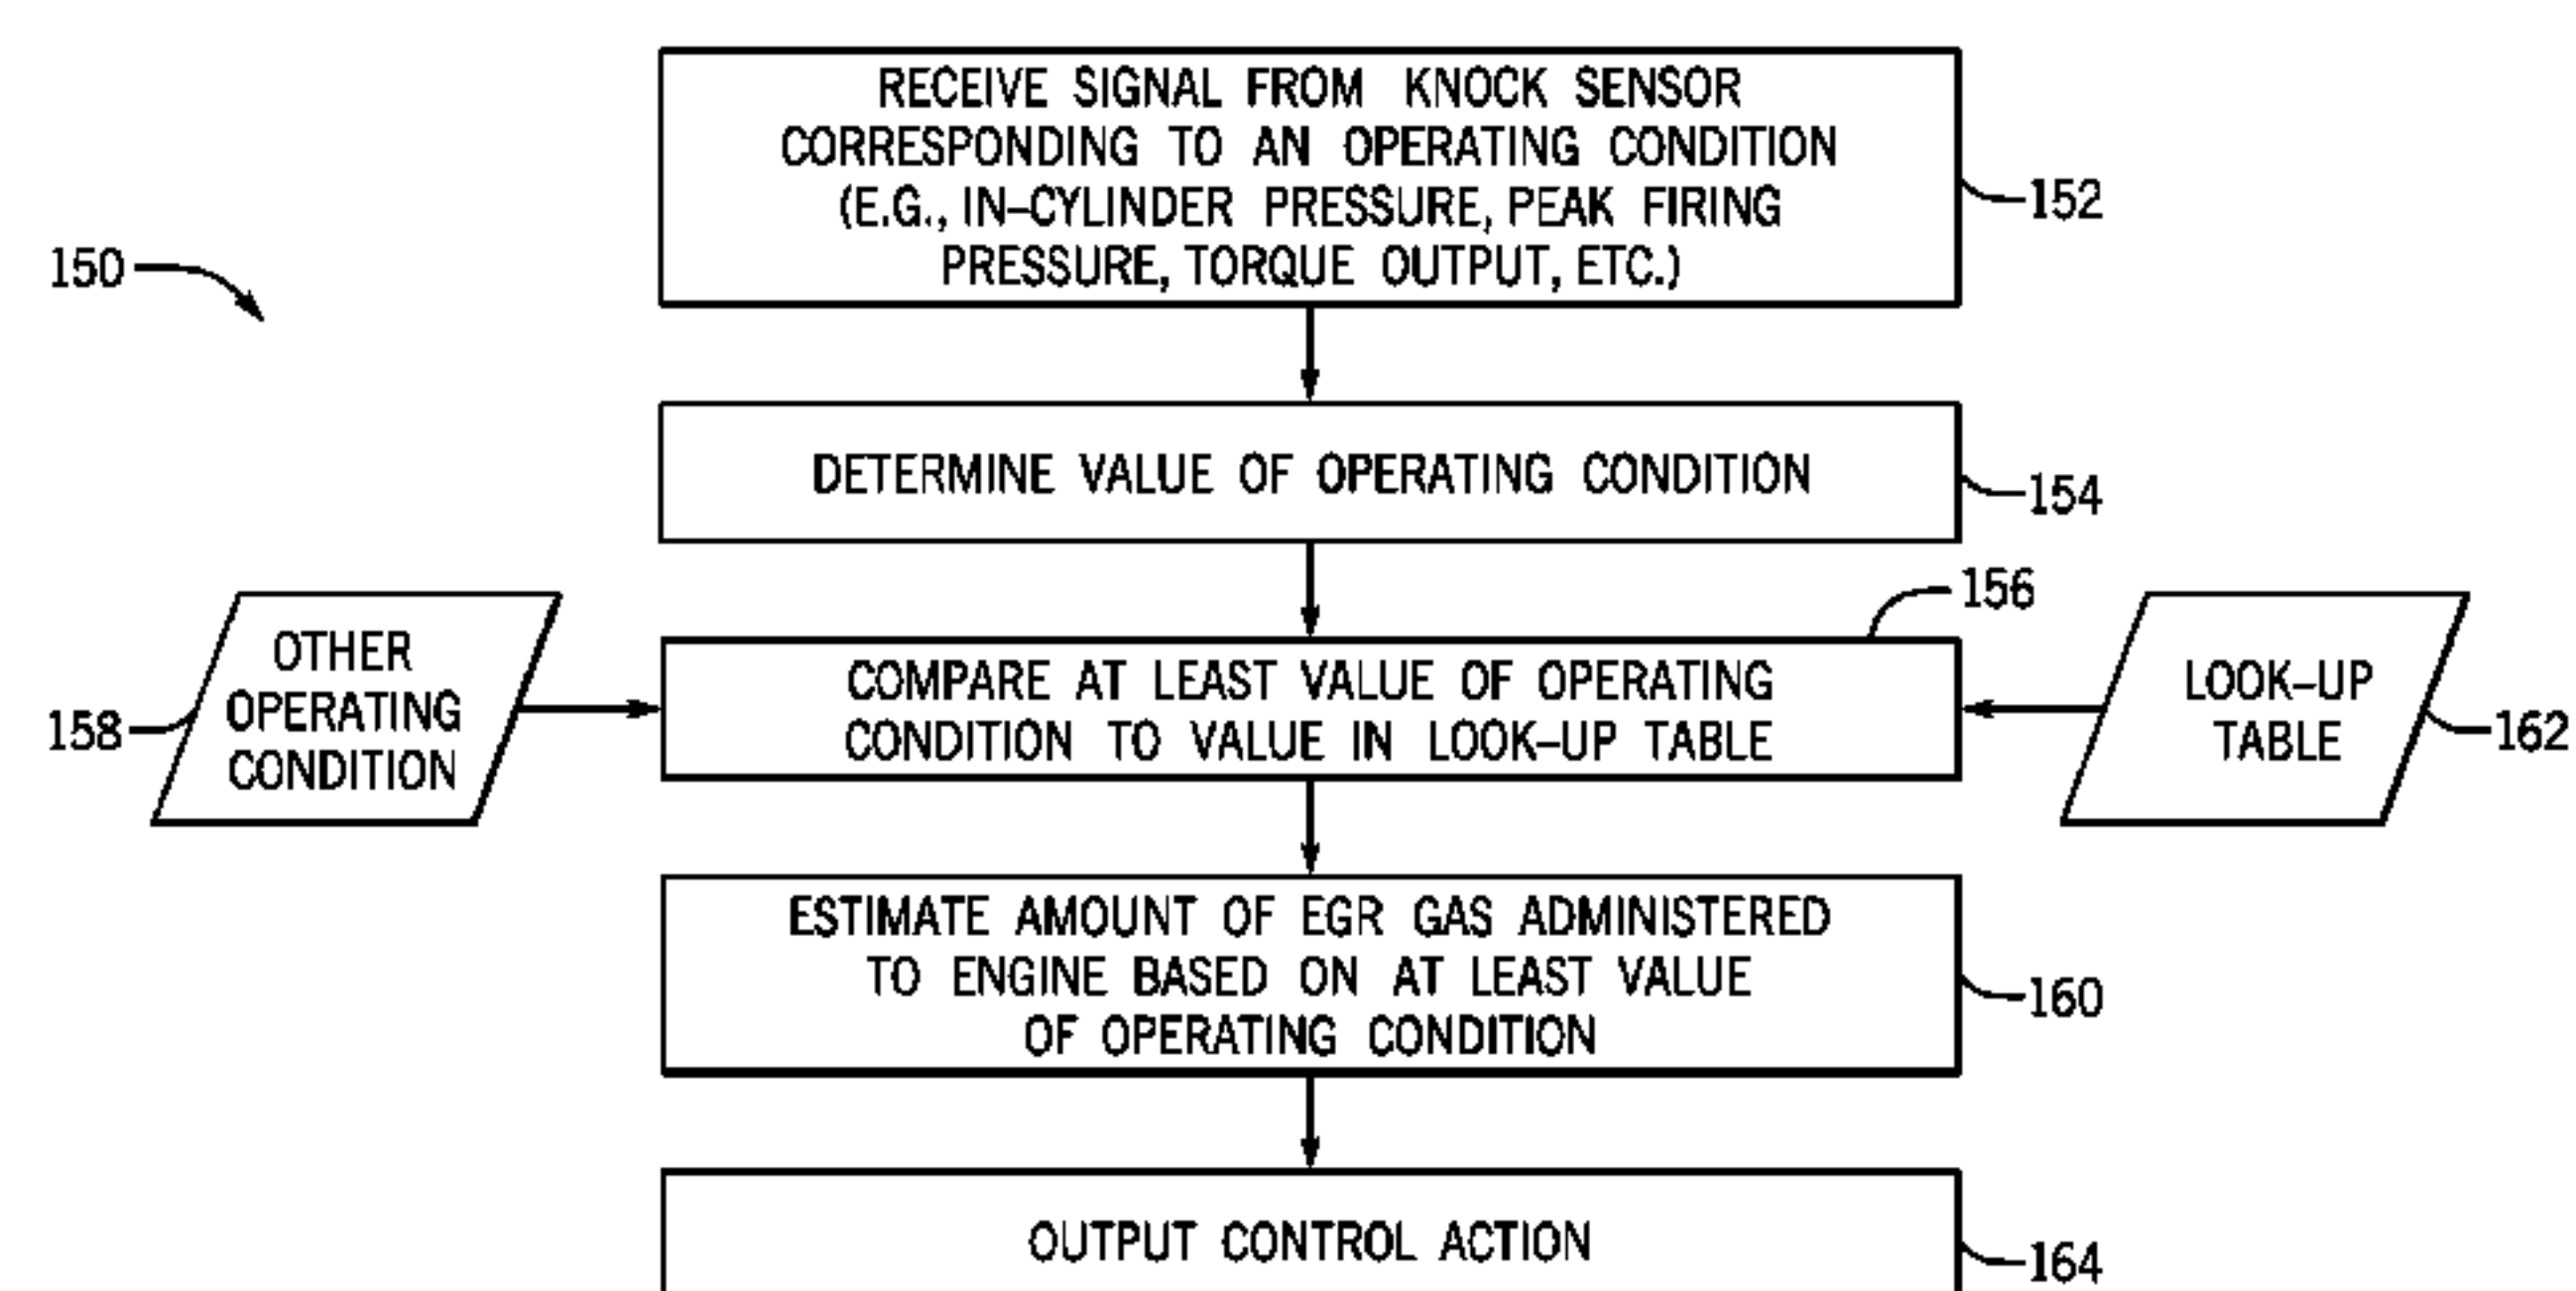 RECEIVE SIGNAL FROM KNOCK SENSOR
CORRESPONDING TO AN OPERATING CONDITION
(E.G., IN-CYLINDER PRESSURE, PEAK FIRING
PRESSURE, TORQUE OUTPUT, ETC.)
152
150
DETERMINE VALUE OF OPERATING CONDITION
154
156
OTHER
OPERATING
CONDITION
158
COMPARE AT LEAST VALUE OF OPERATING
CONDITION TO VALUE IN LOOK-UP TABLE
LOOK-UP
TABLE
162
ESTIMATE AMOUNT OF EGR GAS ADMINISTERED
TO ENGINE BASED ON AT LEAST VALUE
OF OPERATING CONDITION
160
OUTPUT CONTROL ACTION
164